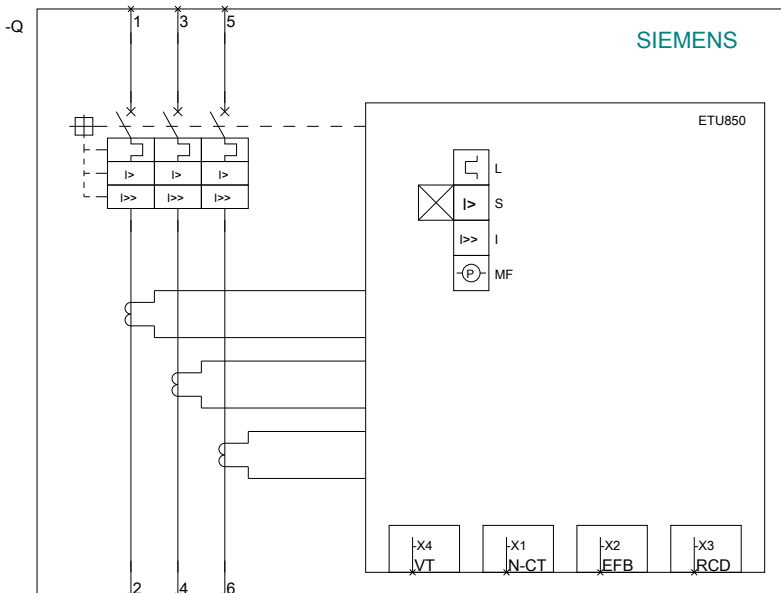 1 3 5
-Q
SIEMENS
ETU850
L
I> I> I>
I> S
I>> I>> I>>
I>> I
P MF
-X4 -X1 -X2 -X3
VT N-CT EFB RCD
2 4 6